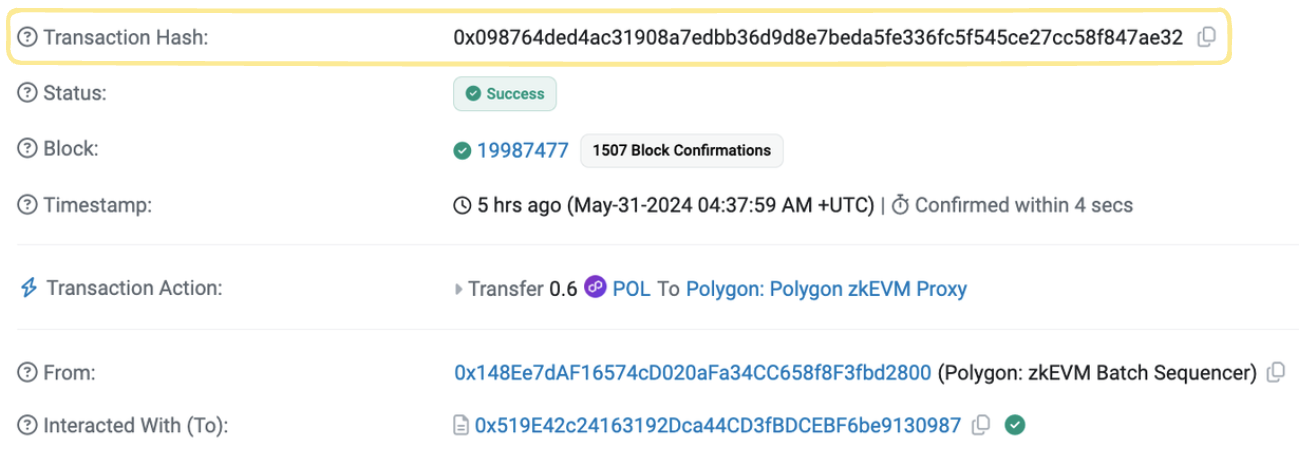 Transaction Hash: 0x098764ded4ac31908a7edbb36d9d8e7beda5fe336fc5f545ce27cc58f847ae32
Status: Success
Block: 19987477 1507 Block Confirmations
Timestamp: 5 hrs ago (May-31-2024 04:37:59 AM +UTC) | Confirmed within 4 secs
Transaction Action: Transfer 0.6 POL To Polygon: Polygon zkEVM Proxy
From: 0x148Ee7dAF16574cD020aFa34CC658f8F3fbd2800 (Polygon: zkEVM Batch Sequencer)
Interacted With (To): 0x519E42c24163192Dca44CD3fBDCEBF6be9130987